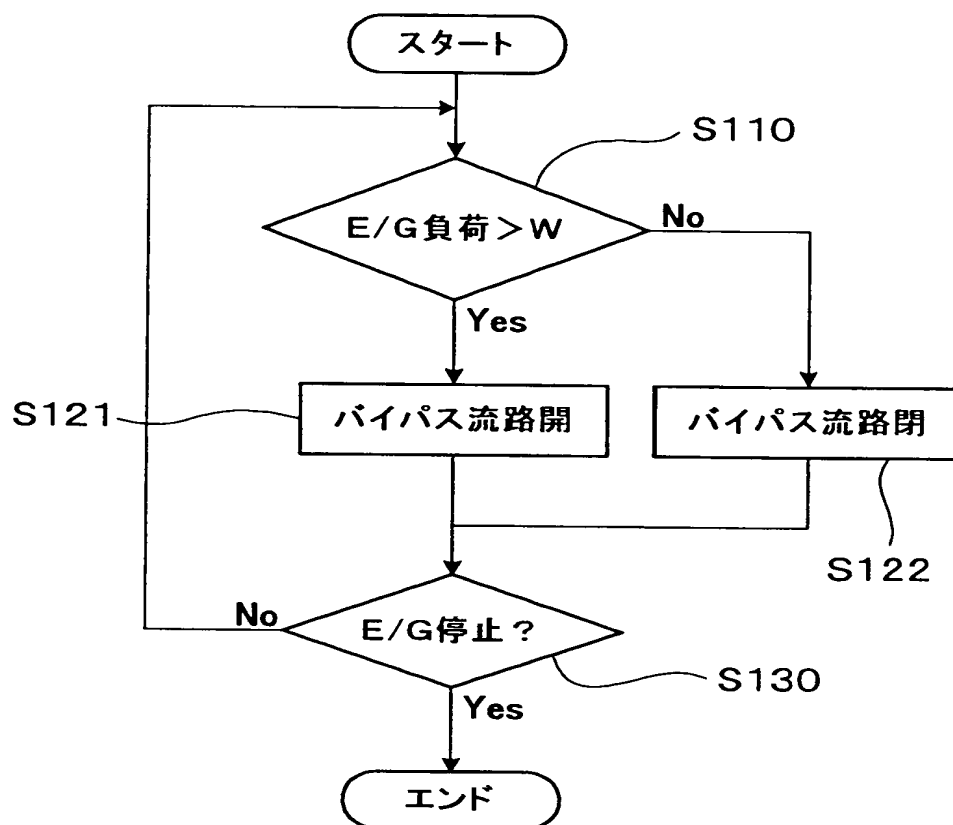 スタート
S110
E/G負荷>W
No
Yes
S121
バイパス流路開
バイパス流路閉
S122
No
E/G停止?
S130
Yes
エンド